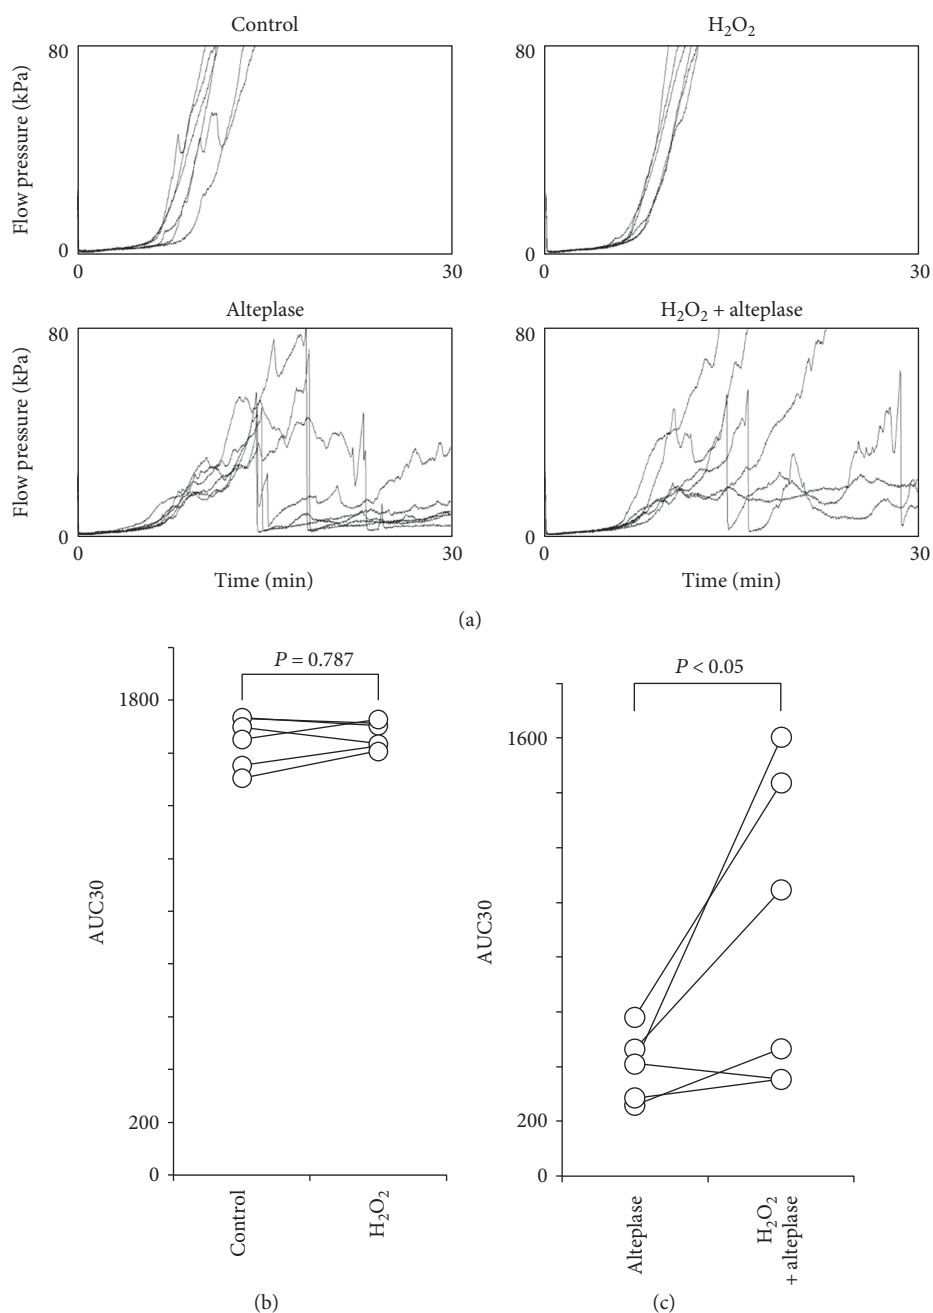 Control
H₂O₂
80
80
Flow pressure (kPa)
0
0
0
30
0
30
Alteplase
H₂O₂ + alteplase
80
80
Flow pressure (kPa)
0
0
0
30
0
30
Time (min)
Time (min)
(a)
P = 0.787
P < 0.05
1800
1600
AUC30
AUC30
200
200
0
0
Control
H₂O₂
Alteplase
H₂O₂
+ alteplase
(b)
(c)